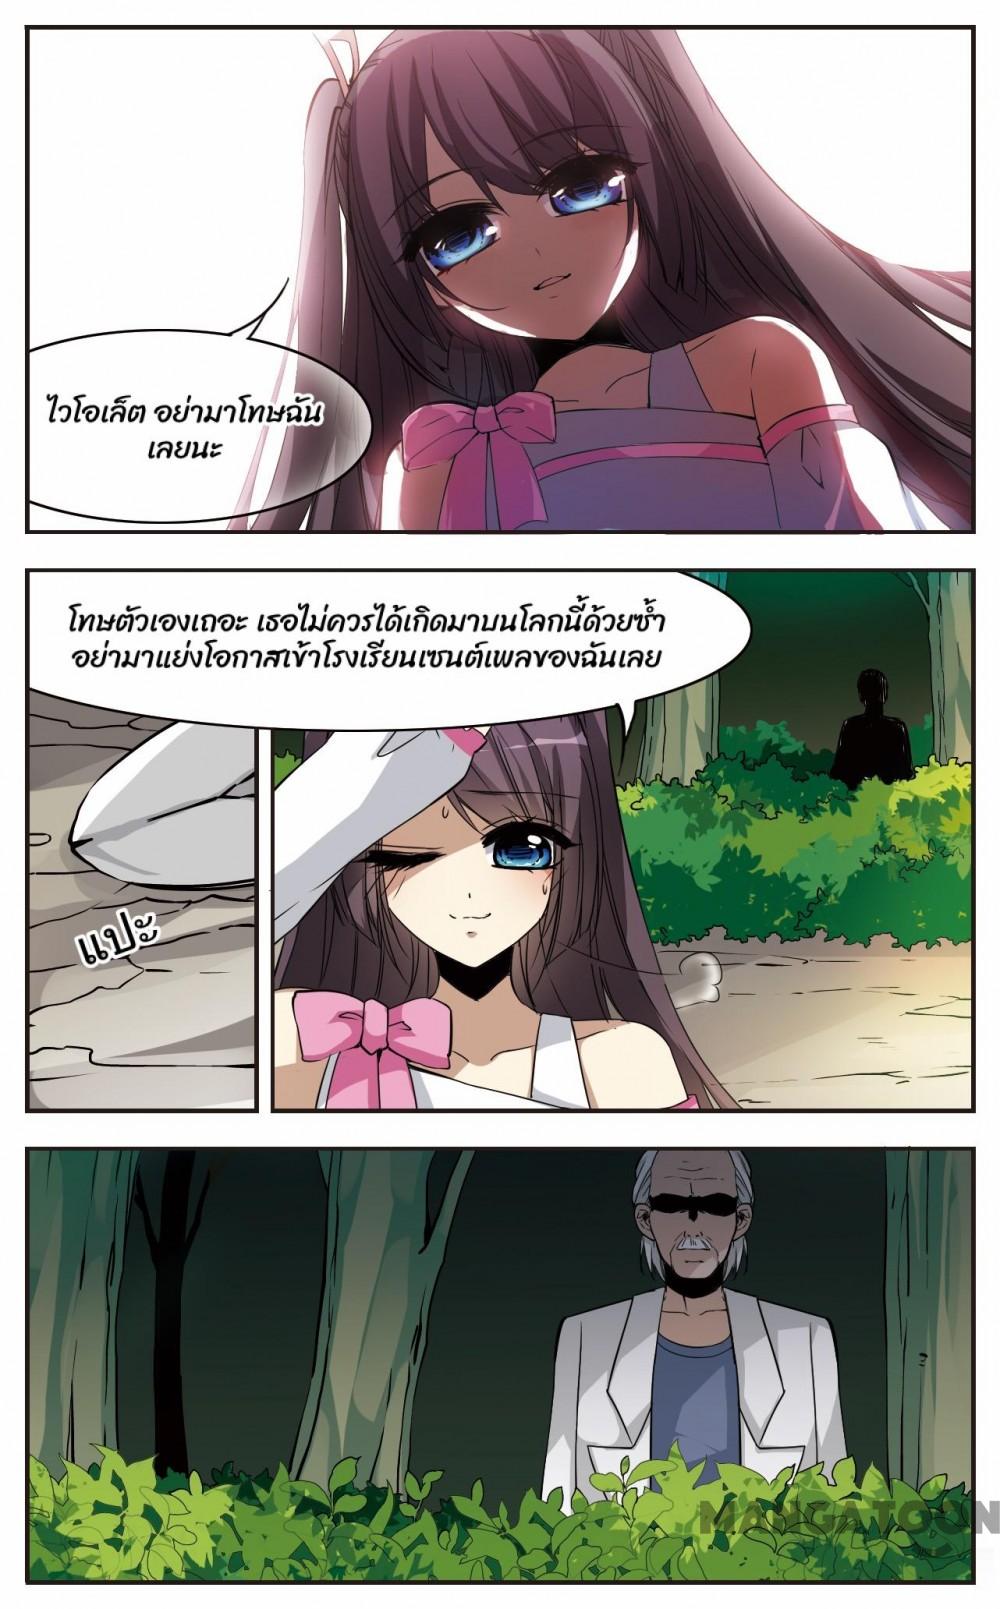 ไวโอเล็ต อย่ามาโทษฉัน
เลยนะ
โทษตัวเองเถอะ เธอไม่ควรได้เกิดมาบนโลกนี้ด้วยซ้ำ
อย่ามาแย่งโอกาสเข้าโรงเรียนเซนต์เพลของฉันเลย
แปะ
MANGATOON